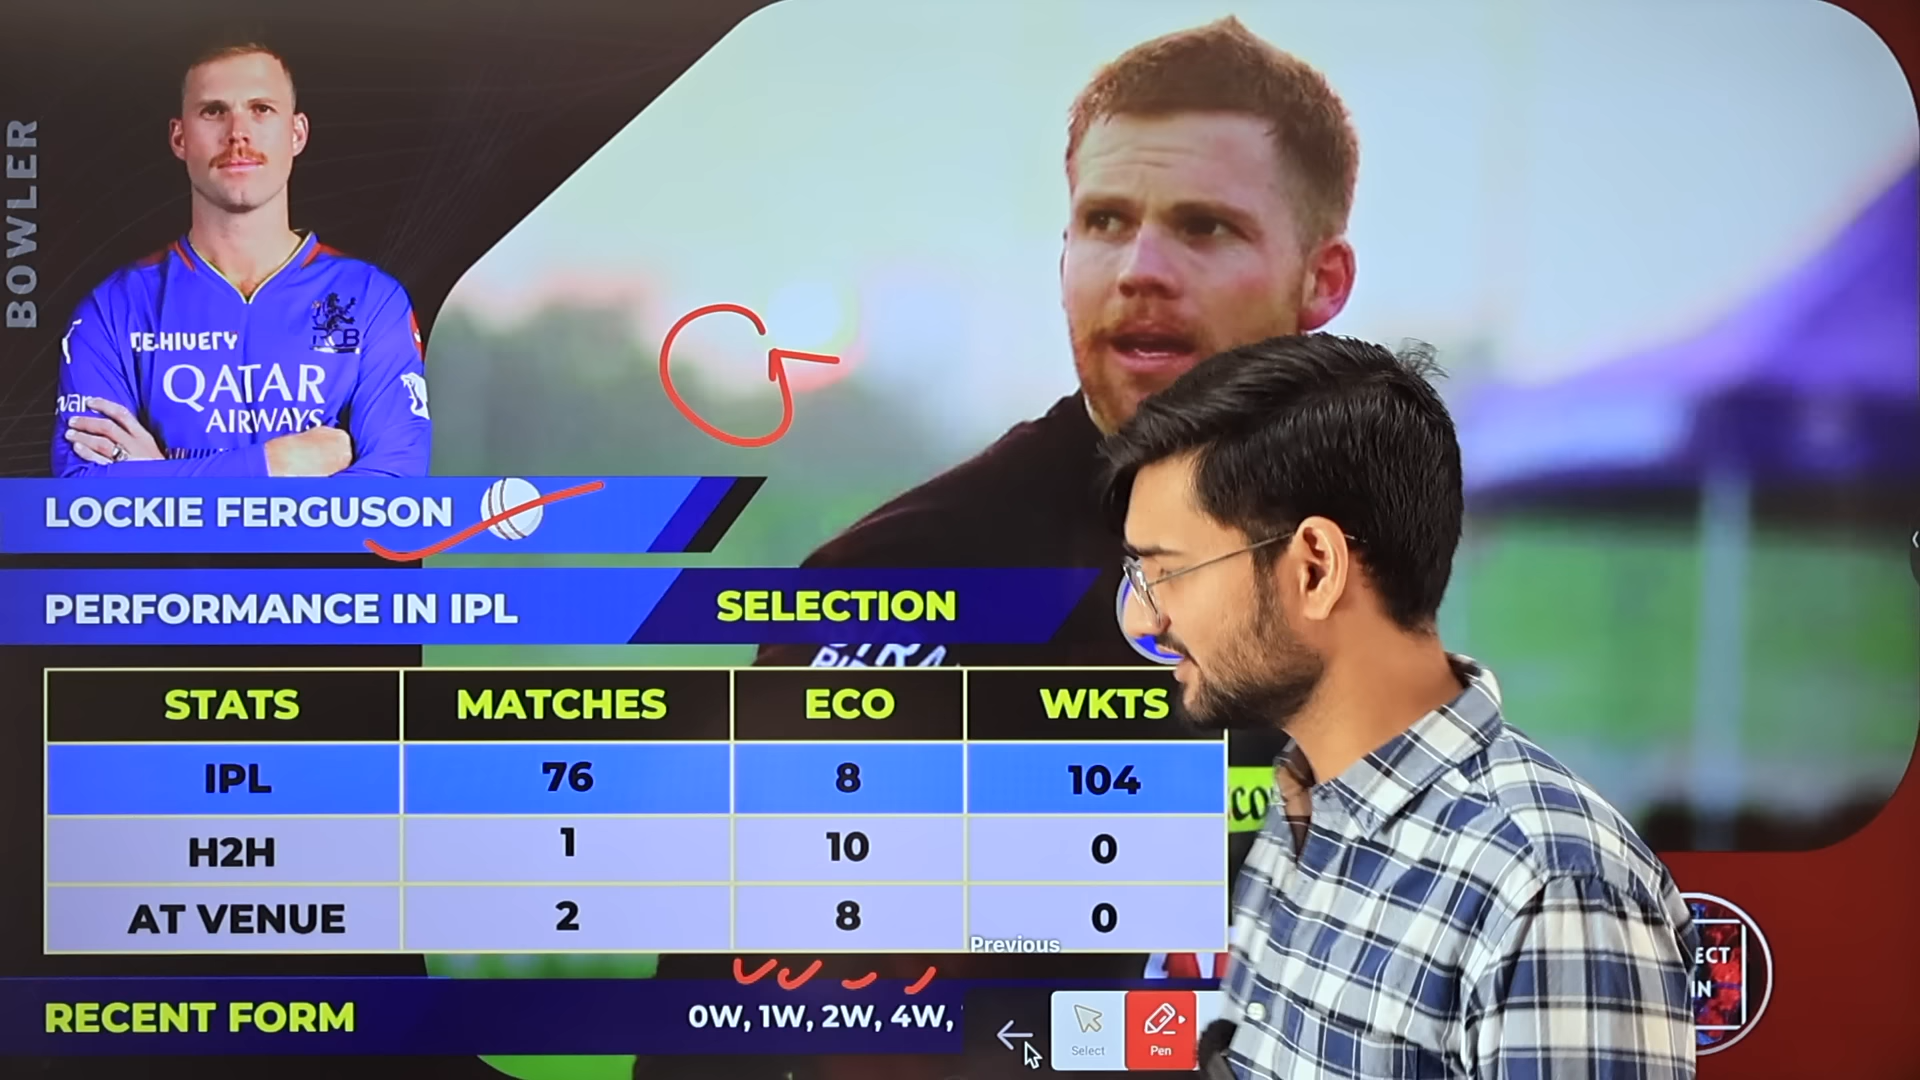 BOWLER
QATAR
AIRWAYS
LOCKIE FERGUSON
PERFORMANCE IN IPL
SELECTION
STATS MATCHES ECO WKTS
IPL 76 8 104
H2H 1 10 0
AT VENUE 2 8 0
Previous
RECENT FORM
0W, 1W, 2W, 4W,
Select
Pen